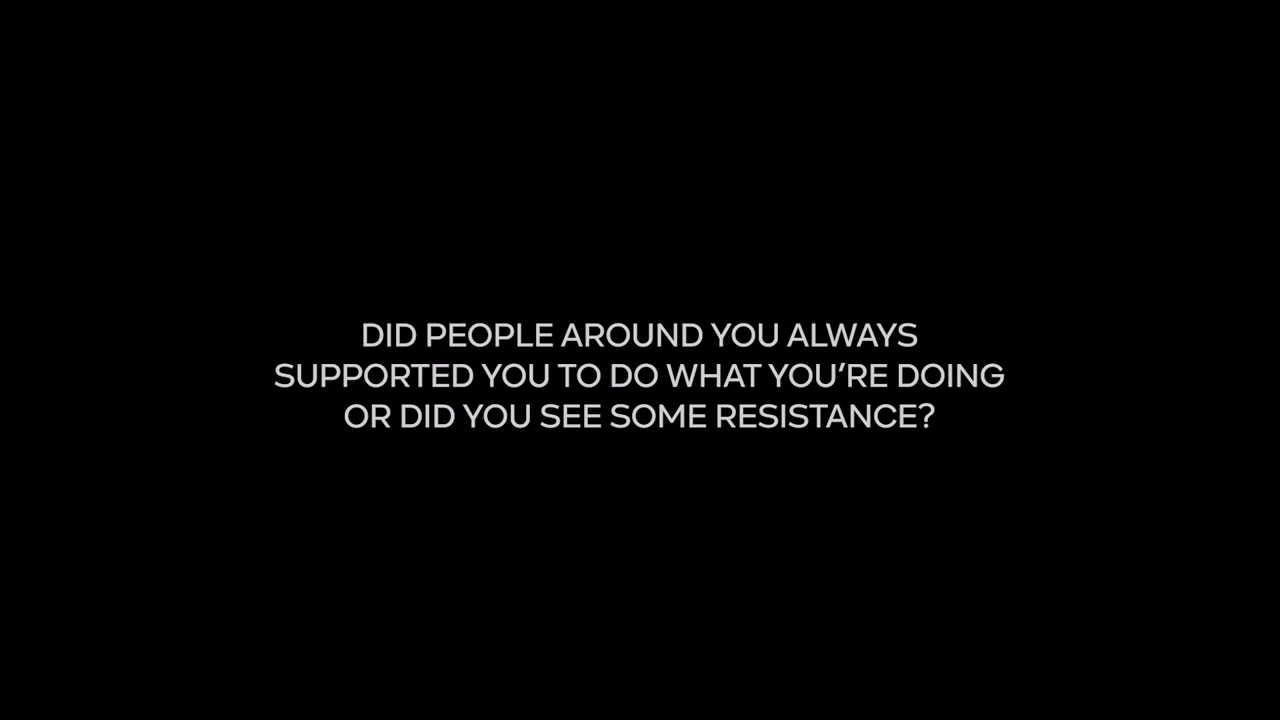 DID PEOPLE AROUND YOU ALWAYS
SUPPORTED YOU TO DO WHAT YOU'RE DOING
OR DID YOU SEE SOME RESISTANCE?